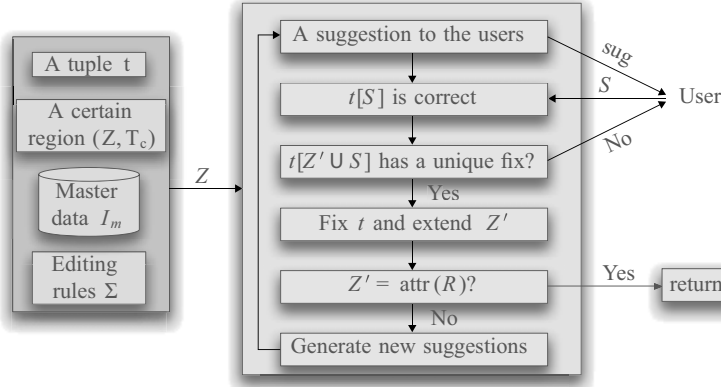 A tuple t
A certain
region (Z, T_c)
Master
data I_m
Editing
rules Σ
Z
A suggestion to the users
t[S] is correct
t[Z′ ∪ S] has a unique fix?
Yes
Fix t and extend Z′
Z′ = attr (R)?
No
Generate new suggestions
sug
S
User
No
Yes
return